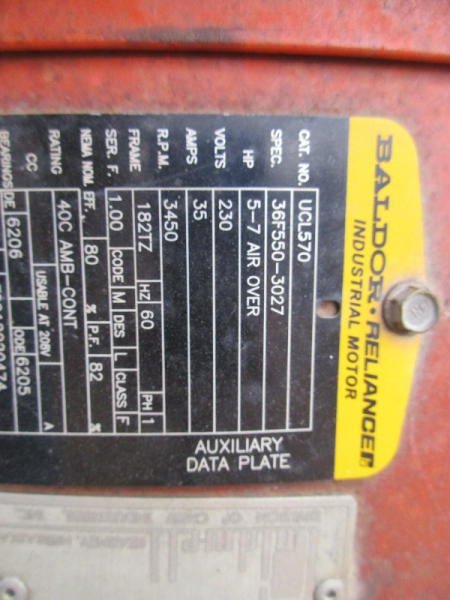 BALDOR • RELIANCE
INDUSTRIAL MOTOR
CAT. NO. UCL570
SPEC. 36F550-3027
HP 5-7 AIR OVER
VOLTS 230
AMPS 35
R.P.M. 3450
FRAME 182TZ HZ 60 PH 1
SER. F. 1.00 CODE M DES L CLASS F
NEMA NOM. EFF. 80 % P.F. 82 %
RATING 40C AMB-CONT
CC USABLE AT 208V A
BEARINGS DE 6206 ODE 6205
AUXILIARY
DATA PLATE